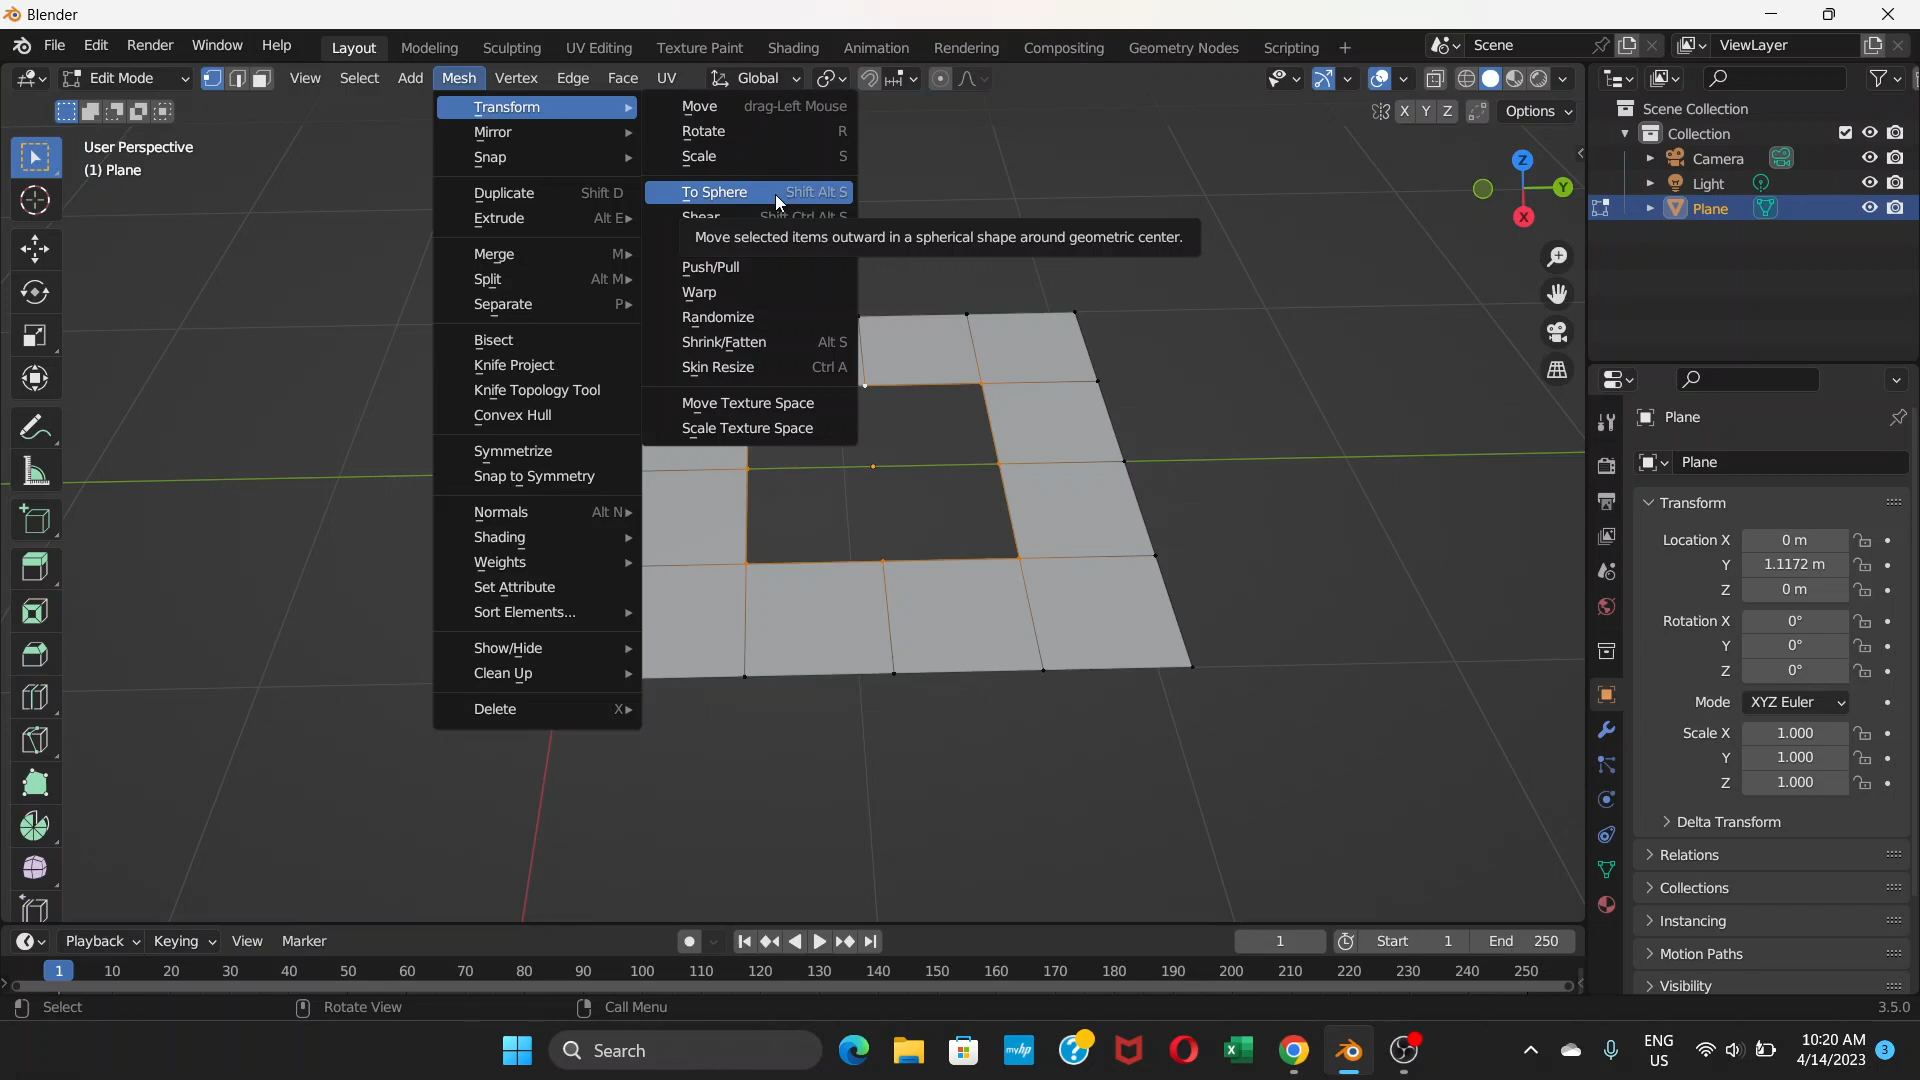 Blender
File Edit Render Window Help Layout Modeling Sculpting UV Editing Texture Paint Shading Animation Rendering Compositing Geometry Nodes Scripting + Scene ViewLayer
Edit Mode View Select Add Mesh Vertex Edge Face UV Global
X Y Z Options
User Perspective
(1) Plane
Transform
Mirror
Snap
Duplicate Shift D
Extrude Alt E
Merge M
Split Alt M
Separate P
Bisect
Knife Project
Knife Topology Tool
Convex Hull
Symmetrize
Snap to Symmetry
Normals Alt N
Shading
Weights
Set Attribute
Sort Elements...
Show/Hide
Clean Up
Delete X
Move drag-Left Mouse
Rotate R
Scale S
To Sphere Shift Alt S
Shear Shift Ctrl Alt S
Move selected items outward in a spherical shape around geometric center.
Push/Pull
Warp
Randomize
Shrink/Fatten Alt S
Skin Resize Ctrl A
Move Texture Space
Scale Texture Space
Z
Y
X
Scene Collection
Collection
Camera
Light
Plane
Plane
Plane
Transform
Location X 0 m
Y 1.1172 m
Z 0 m
Rotation X 0°
Y 0°
Z 0°
Mode XYZ Euler
Scale X 1.000
Y 1.000
Z 1.000
Delta Transform
Relations
Collections
Instancing
Motion Paths
Visibility
Playback Keying View Marker 1 Start 1 End 250
1 10 20 30 40 50 60 70 80 90 100 110 120 130 140 150 160 170 180 190 200 210 220 230 240 250
Select Rotate View Call Menu 3.5.0
Search
myhp
ENG
US
10:20 AM
4/14/2023
3